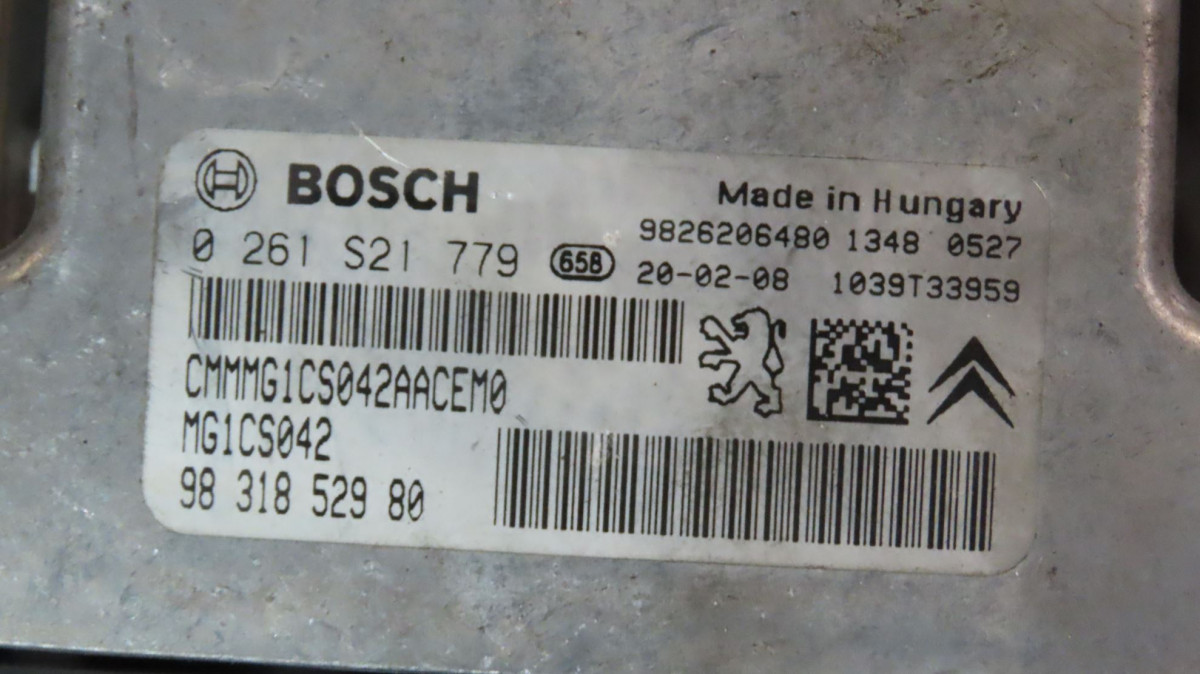 BOSCH
Made in Hungary
0 261 S21 779 658
9826206480 1348 0527
20-02-08 1039T33959
CMMMG1CS042AACEM0
MG1CS042
98 318 529 80